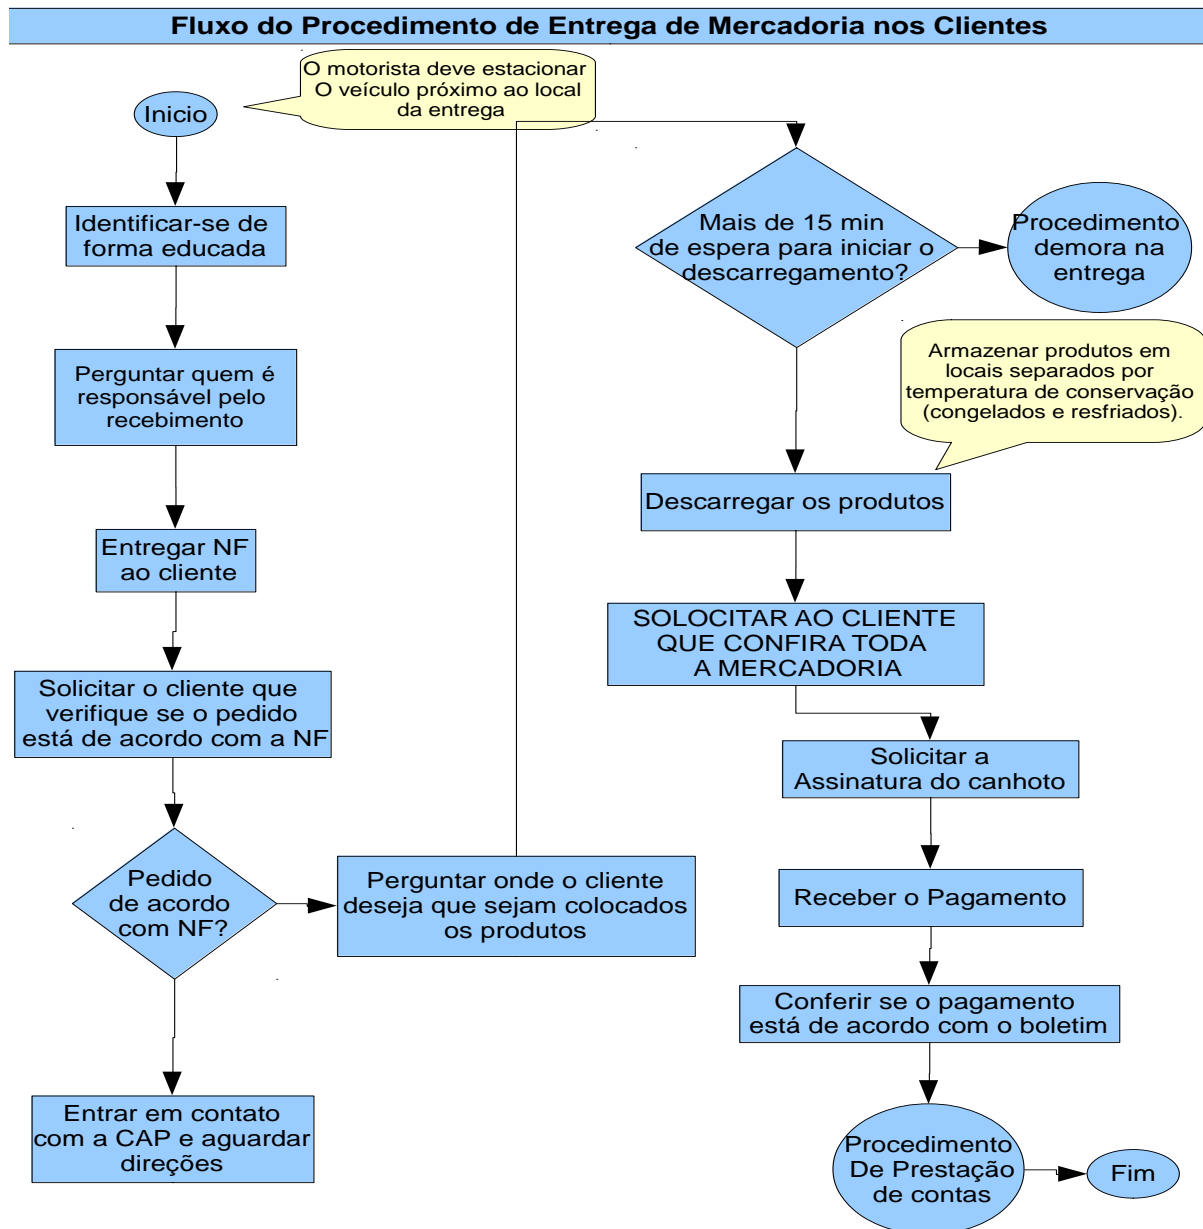 Fluxo do Procedimento de Entrega de Mercadoria nos Clientes
O motorista deve estacionar
O veículo próximo ao local
da entrega
Inicio
Identificar-se de
forma educada
Perguntar quem é
responsável pelo
recebimento
Entregar NF
ao cliente
Solicitar o cliente que
verifique se o pedido
está de acordo com a NF
Pedido
de acordo
com NF?
Perguntar onde o cliente
deseja que sejam colocados
os produtos
Entrar em contato
com a CAP e aguardar
direções
Mais de 15 min
de espera para iniciar o
descarregamento?
Procedimento
demora na
entrega
Armazenar produtos em
locais separados por
temperatura de conservação
(congelados e resfriados).
Descarregar os produtos
SOLOCITAR AO CLIENTE
QUE CONFIRA TODA
A MERCADORIA
Solicitar a
Assinatura do canhoto
Receber o Pagamento
Conferir se o pagamento
está de acordo com o boletim
Procedimento
De Prestação
de contas
Fim